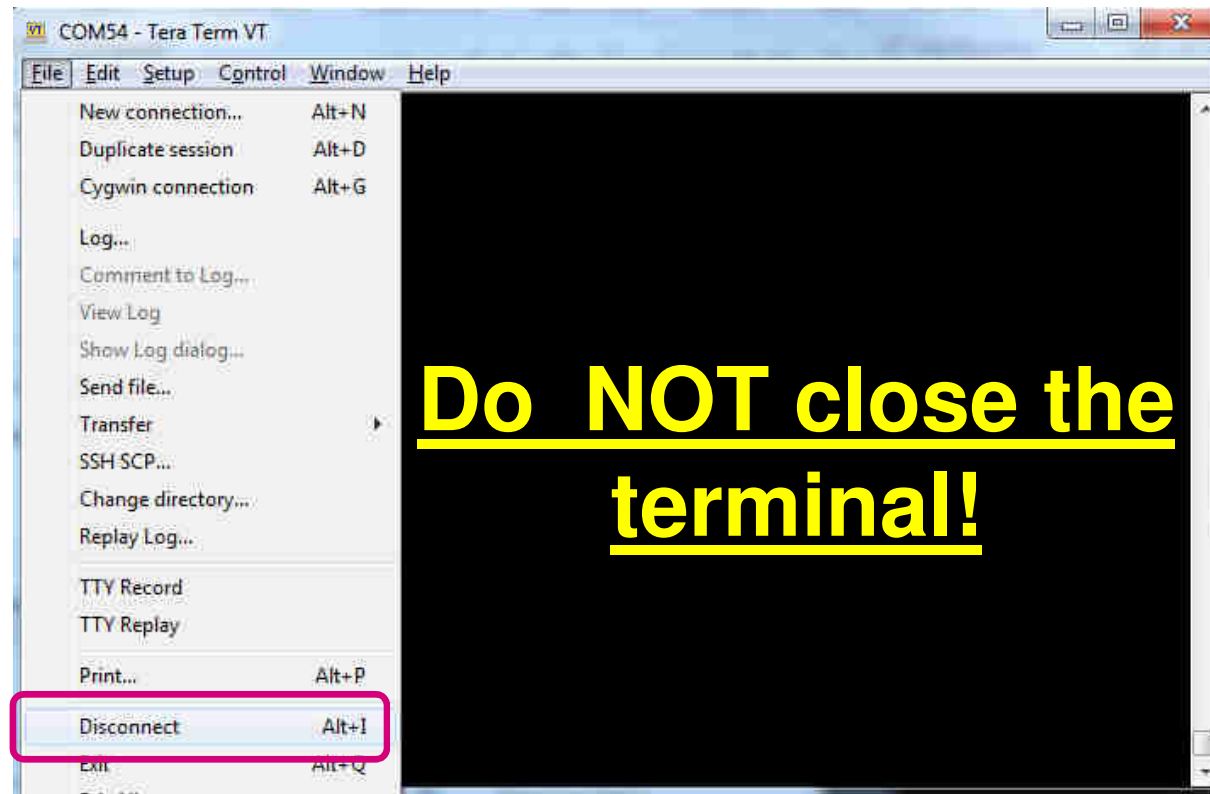 COM54 - Tera Term VT
File Edit Setup Control Window Help
New connection... Alt+N
Duplicate session Alt+D
Cygwin connection Alt+G
Log...
Comment to Log...
View Log
Show Log dialog...
Send file...
Transfer
SSH SCP...
Change directory...
Replay Log...
TTY Record
TTY Replay
Print... Alt+P
Disconnect Alt+I
Exit Alt+Q
Do NOT close the
terminal!